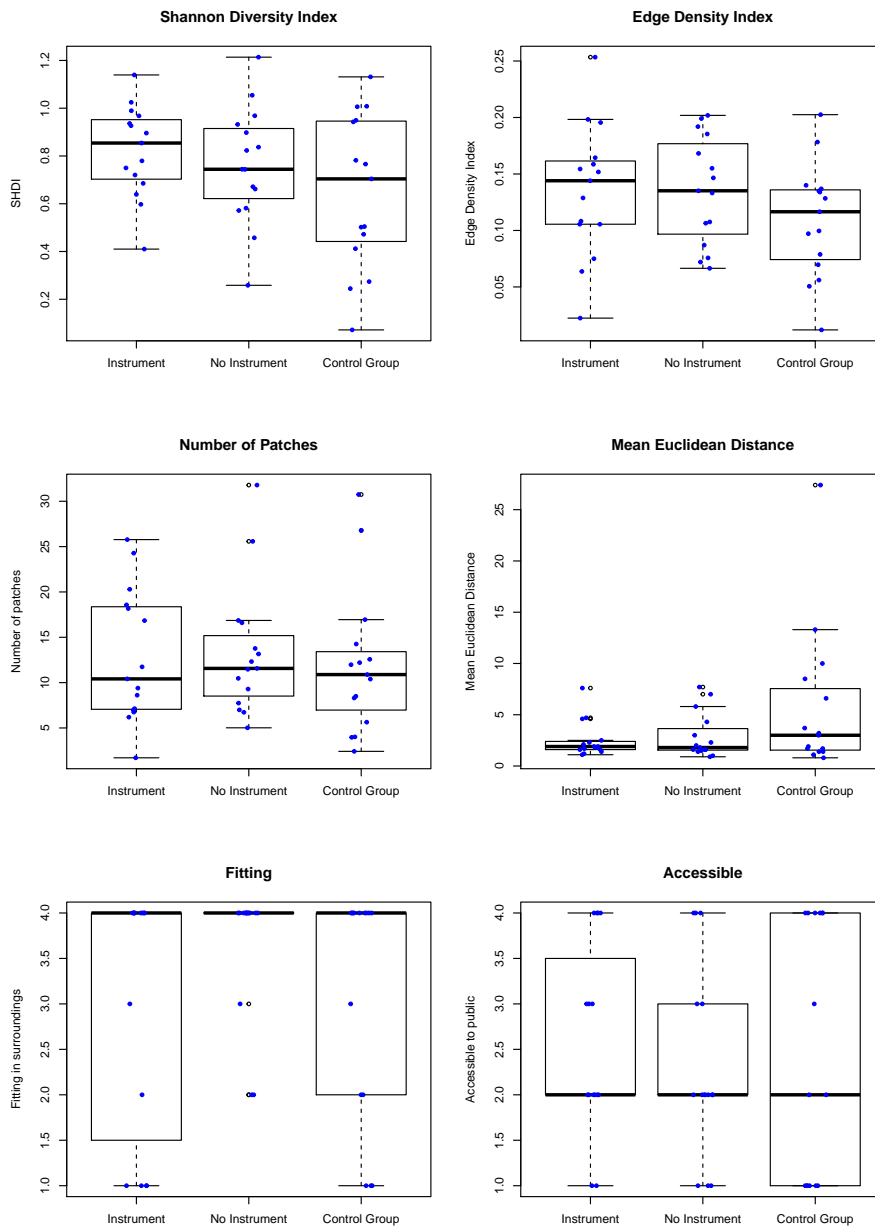 Shannon Diversity Index
SHDI
0.2 0.4 0.6 0.8 1.0 1.2
Instrument No Instrument Control Group
Edge Density Index
Edge Density Index
0.05 0.10 0.15 0.20 0.25
Instrument No Instrument Control Group
Number of Patches
Number of patches
5 10 15 20 25 30
Instrument No Instrument Control Group
Mean Euclidean Distance
Mean Euclidean Distance
0 5 10 15 20 25
Instrument No Instrument Control Group
Fitting
Fitting in surroundings
1.0 1.5 2.0 2.5 3.0 3.5 4.0
Instrument No Instrument Control Group
Accessible
Accessible to public
1.0 1.5 2.0 2.5 3.0 3.5 4.0
Instrument No Instrument Control Group